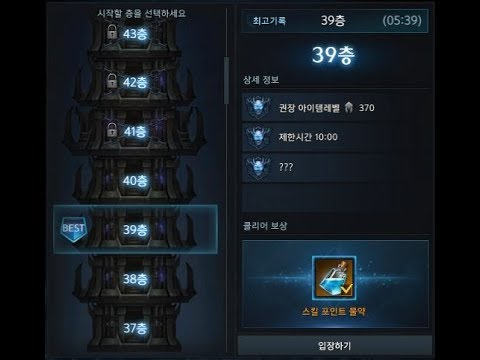 시작할 층을 선택하세요
43층
42층
41층
40층
BEST
39층
38층
37층
최고기록 39층 (05:39)
39층
상세 정보
권장 아이템레벨 370
제한시간 10:00
???
클리어 보상
스킬 포인트 물약
입장하기